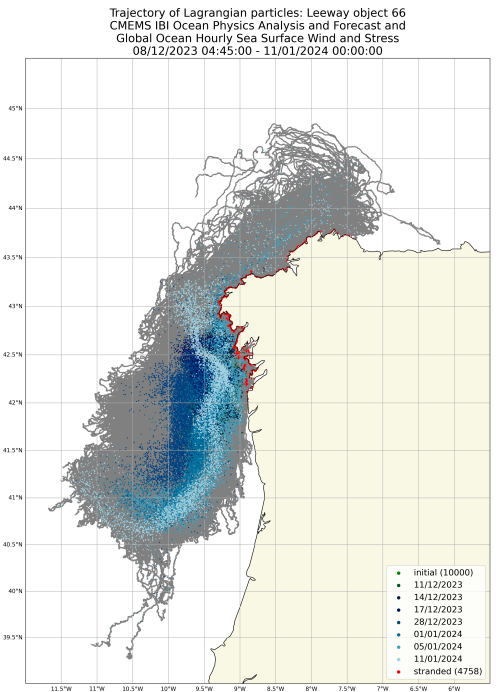 Trajectory of Lagrangian particles: Leeway object 66
CMEMS IBI Ocean Physics Analysis and Forecast and
Global Ocean Hourly Sea Surface Wind and Stress
08/12/2023 04:45:00 - 11/01/2024 00:00:00
45°N
44.5°N
44°N
43.5°N
43°N
42.5°N
42°N
41.5°N
41°N
40.5°N
40°N
39.5°N
initial (10000)
11/12/2023
14/12/2023
17/12/2023
28/12/2023
01/01/2024
05/01/2024
11/01/2024
stranded (4758)
11.5°W 11°W 10.5°W 10°W 9.5°W 9°W 8.5°W 8°W 7.5°W 7°W 6.5°W 6°W